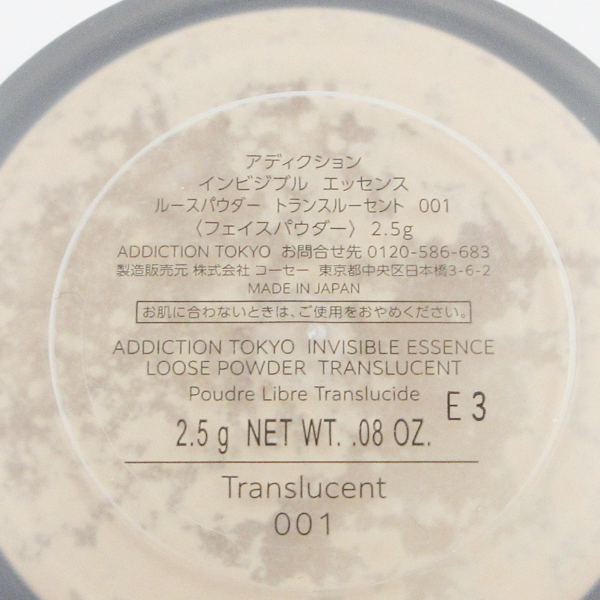 アディクション
インビジブル エッセンス
ルースパウダー トランスルーセント 001
〈フェイスパウダー〉 2.5g
ADDICTION TOKYO お問合せ先 0120-586-683
製造販売元 株式会社 コーセー 東京都中央区日本橋3-6-2
MADE IN JAPAN
お肌に合わないときは、ご使用をおやめください。
ADDICTION TOKYO INVISIBLE ESSENCE
LOOSE POWDER TRANSLUCENT
Poudre Libre Translucide
E3
2.5 g NET WT. .08 OZ.
Translucent
001